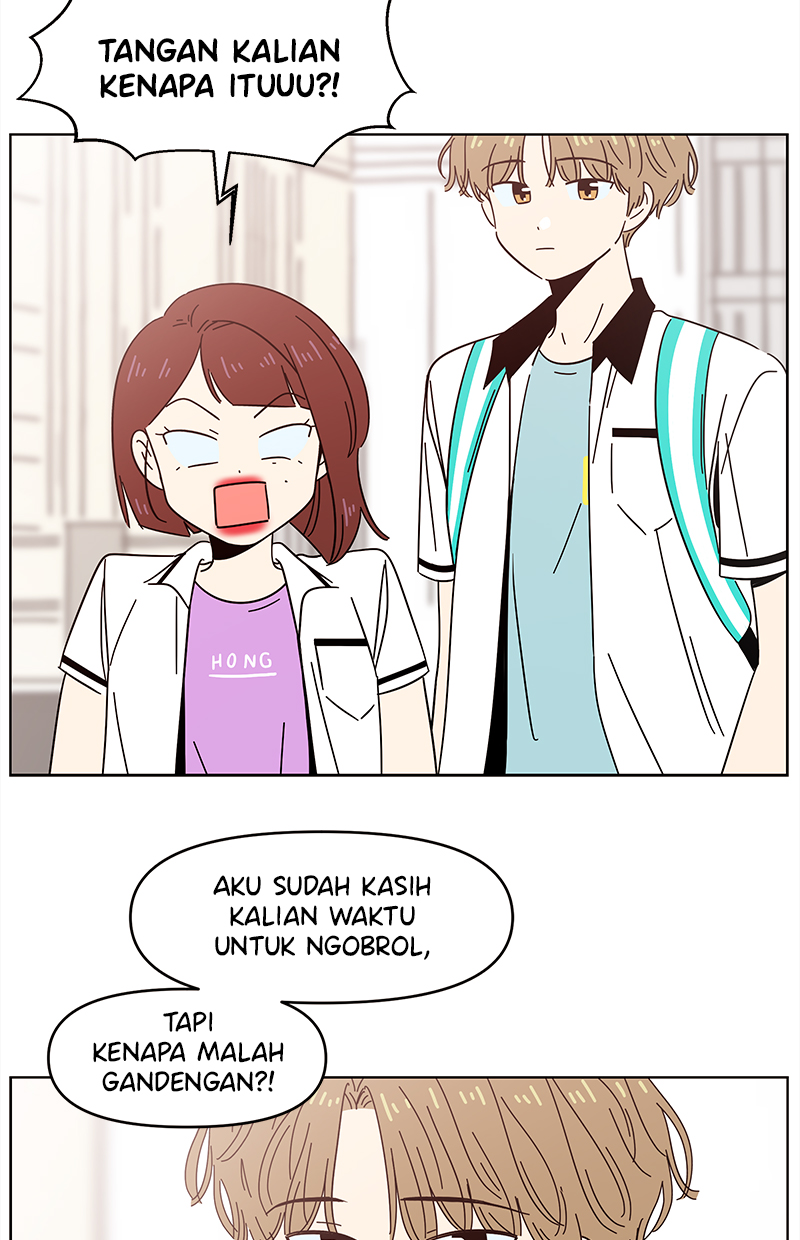 TANGAN KALIAN
KENAPA ITUUU?!
HONG
AKU SUDAH KASIH
KALIAN WAKTU
UNTUK NGOBROL,
TAPI
KENAPA MALAH
GANDENGAN?!